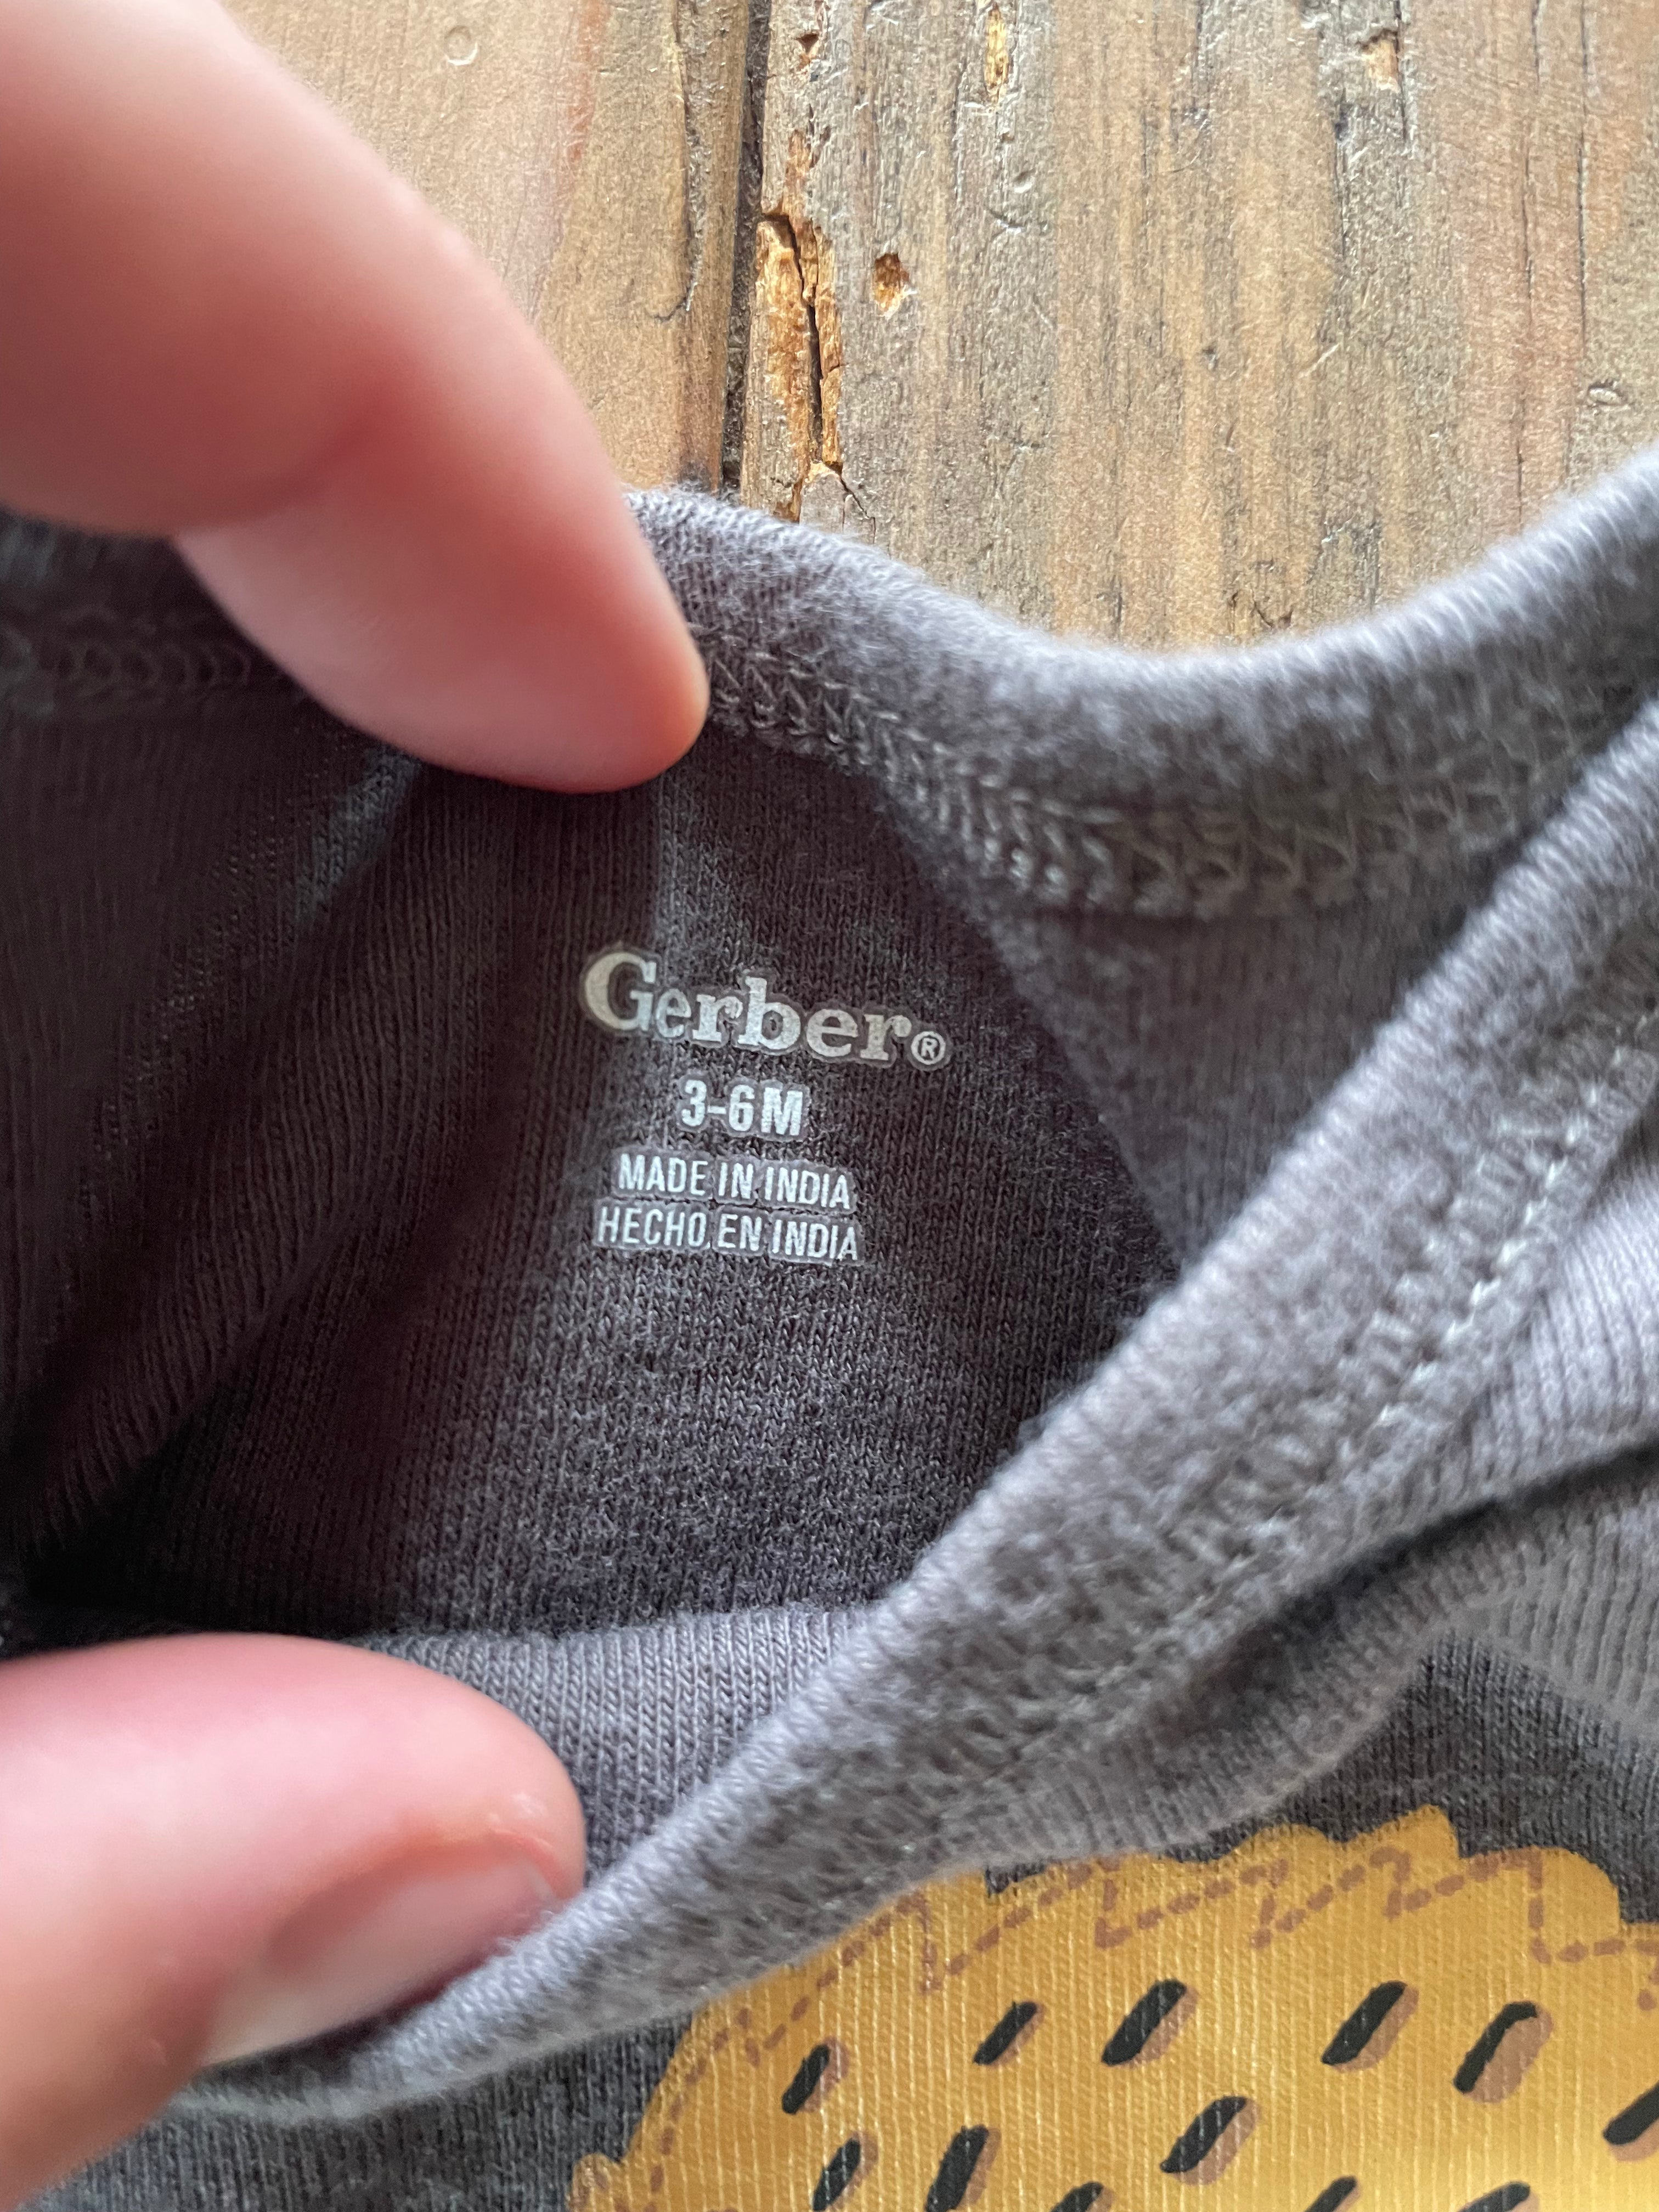 Gerber®
3-6M
MADE IN INDIA
HECHO EN INDIA